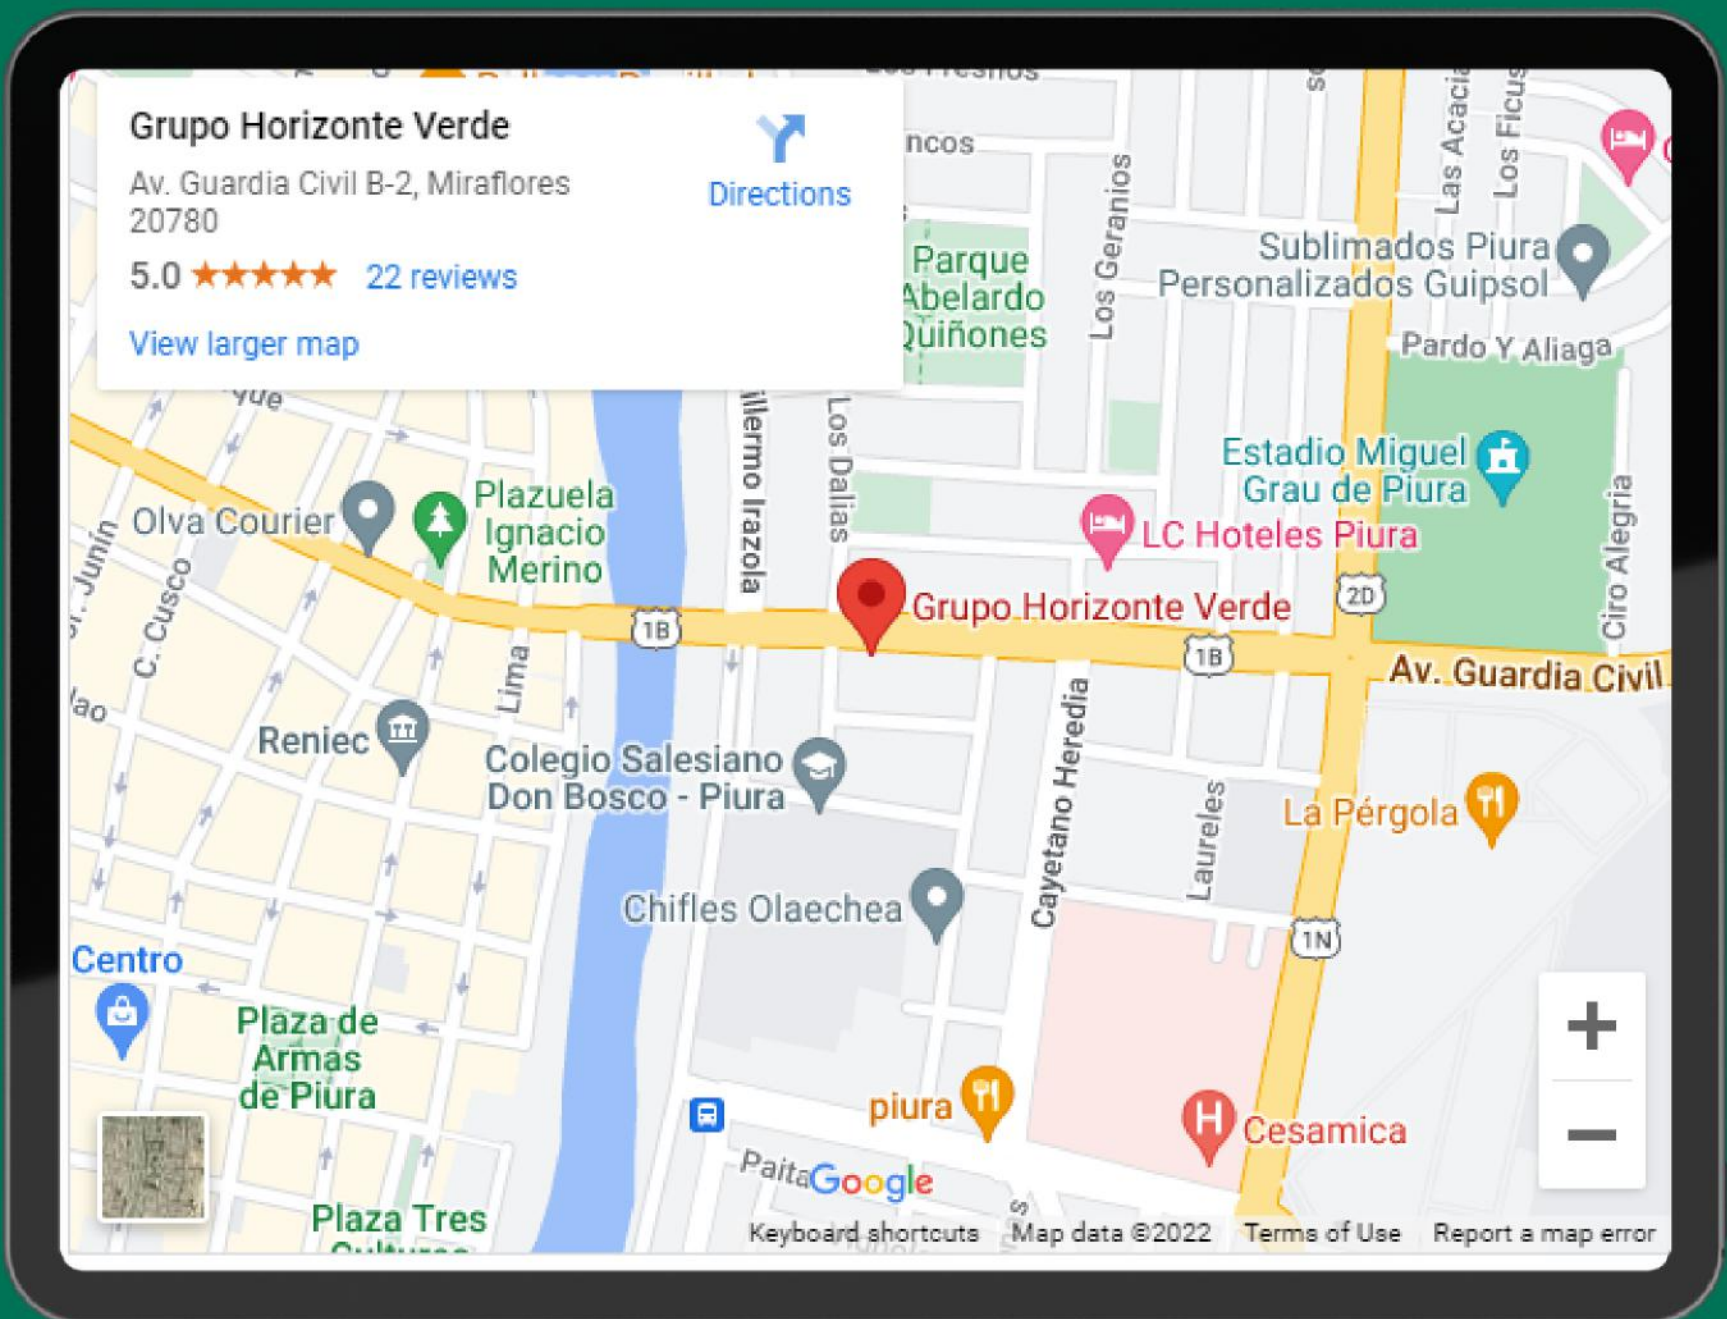 Grupo Horizonte Verde
Av. Guardia Civil B-2, Miraflores
20780
5.0
22 reviews
View larger map
Directions
Los Geranios
Los Ficus
Parque
Abelardo
Quiñones
Sublimados Piura
Personalizados Guipsol
Pardo Y Aliaga
Los Dalias
Irazola
Estadio Miguel
Grau de Piura
Ciro Alegria
LC Hoteles Piura
Olva Courier
Plazuela
Ignacio
Merino
Junín
C. Cusco
Lima
Grupo Horizonte Verde
1B
1B
2D
Av. Guardia Civil
Reniec
Colegio Salesiano
Don Bosco - Piura
Cayetano Heredia
Laureles
La Pérgola
Chifles Olaechea
1N
Centro
Plaza de
Armas
de Piura
piura
Cesamica
Paita
Google
Plaza Tres
Keyboard shortcuts
Map data ©2022
Terms of Use
Report a map error